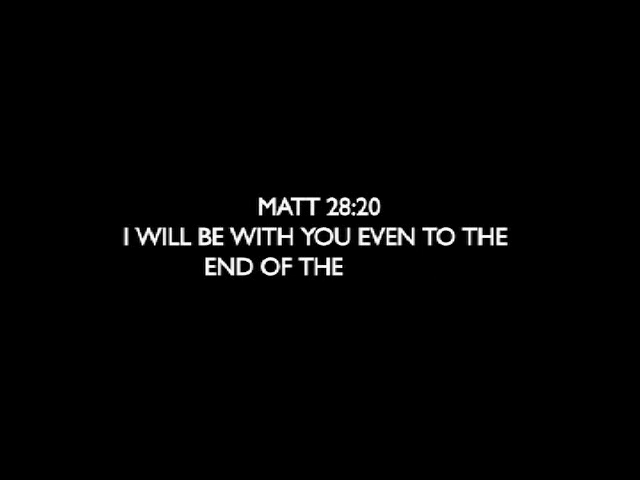 MATT 28:20
I WILL BE WITH YOU EVEN TO THE
END OF THE